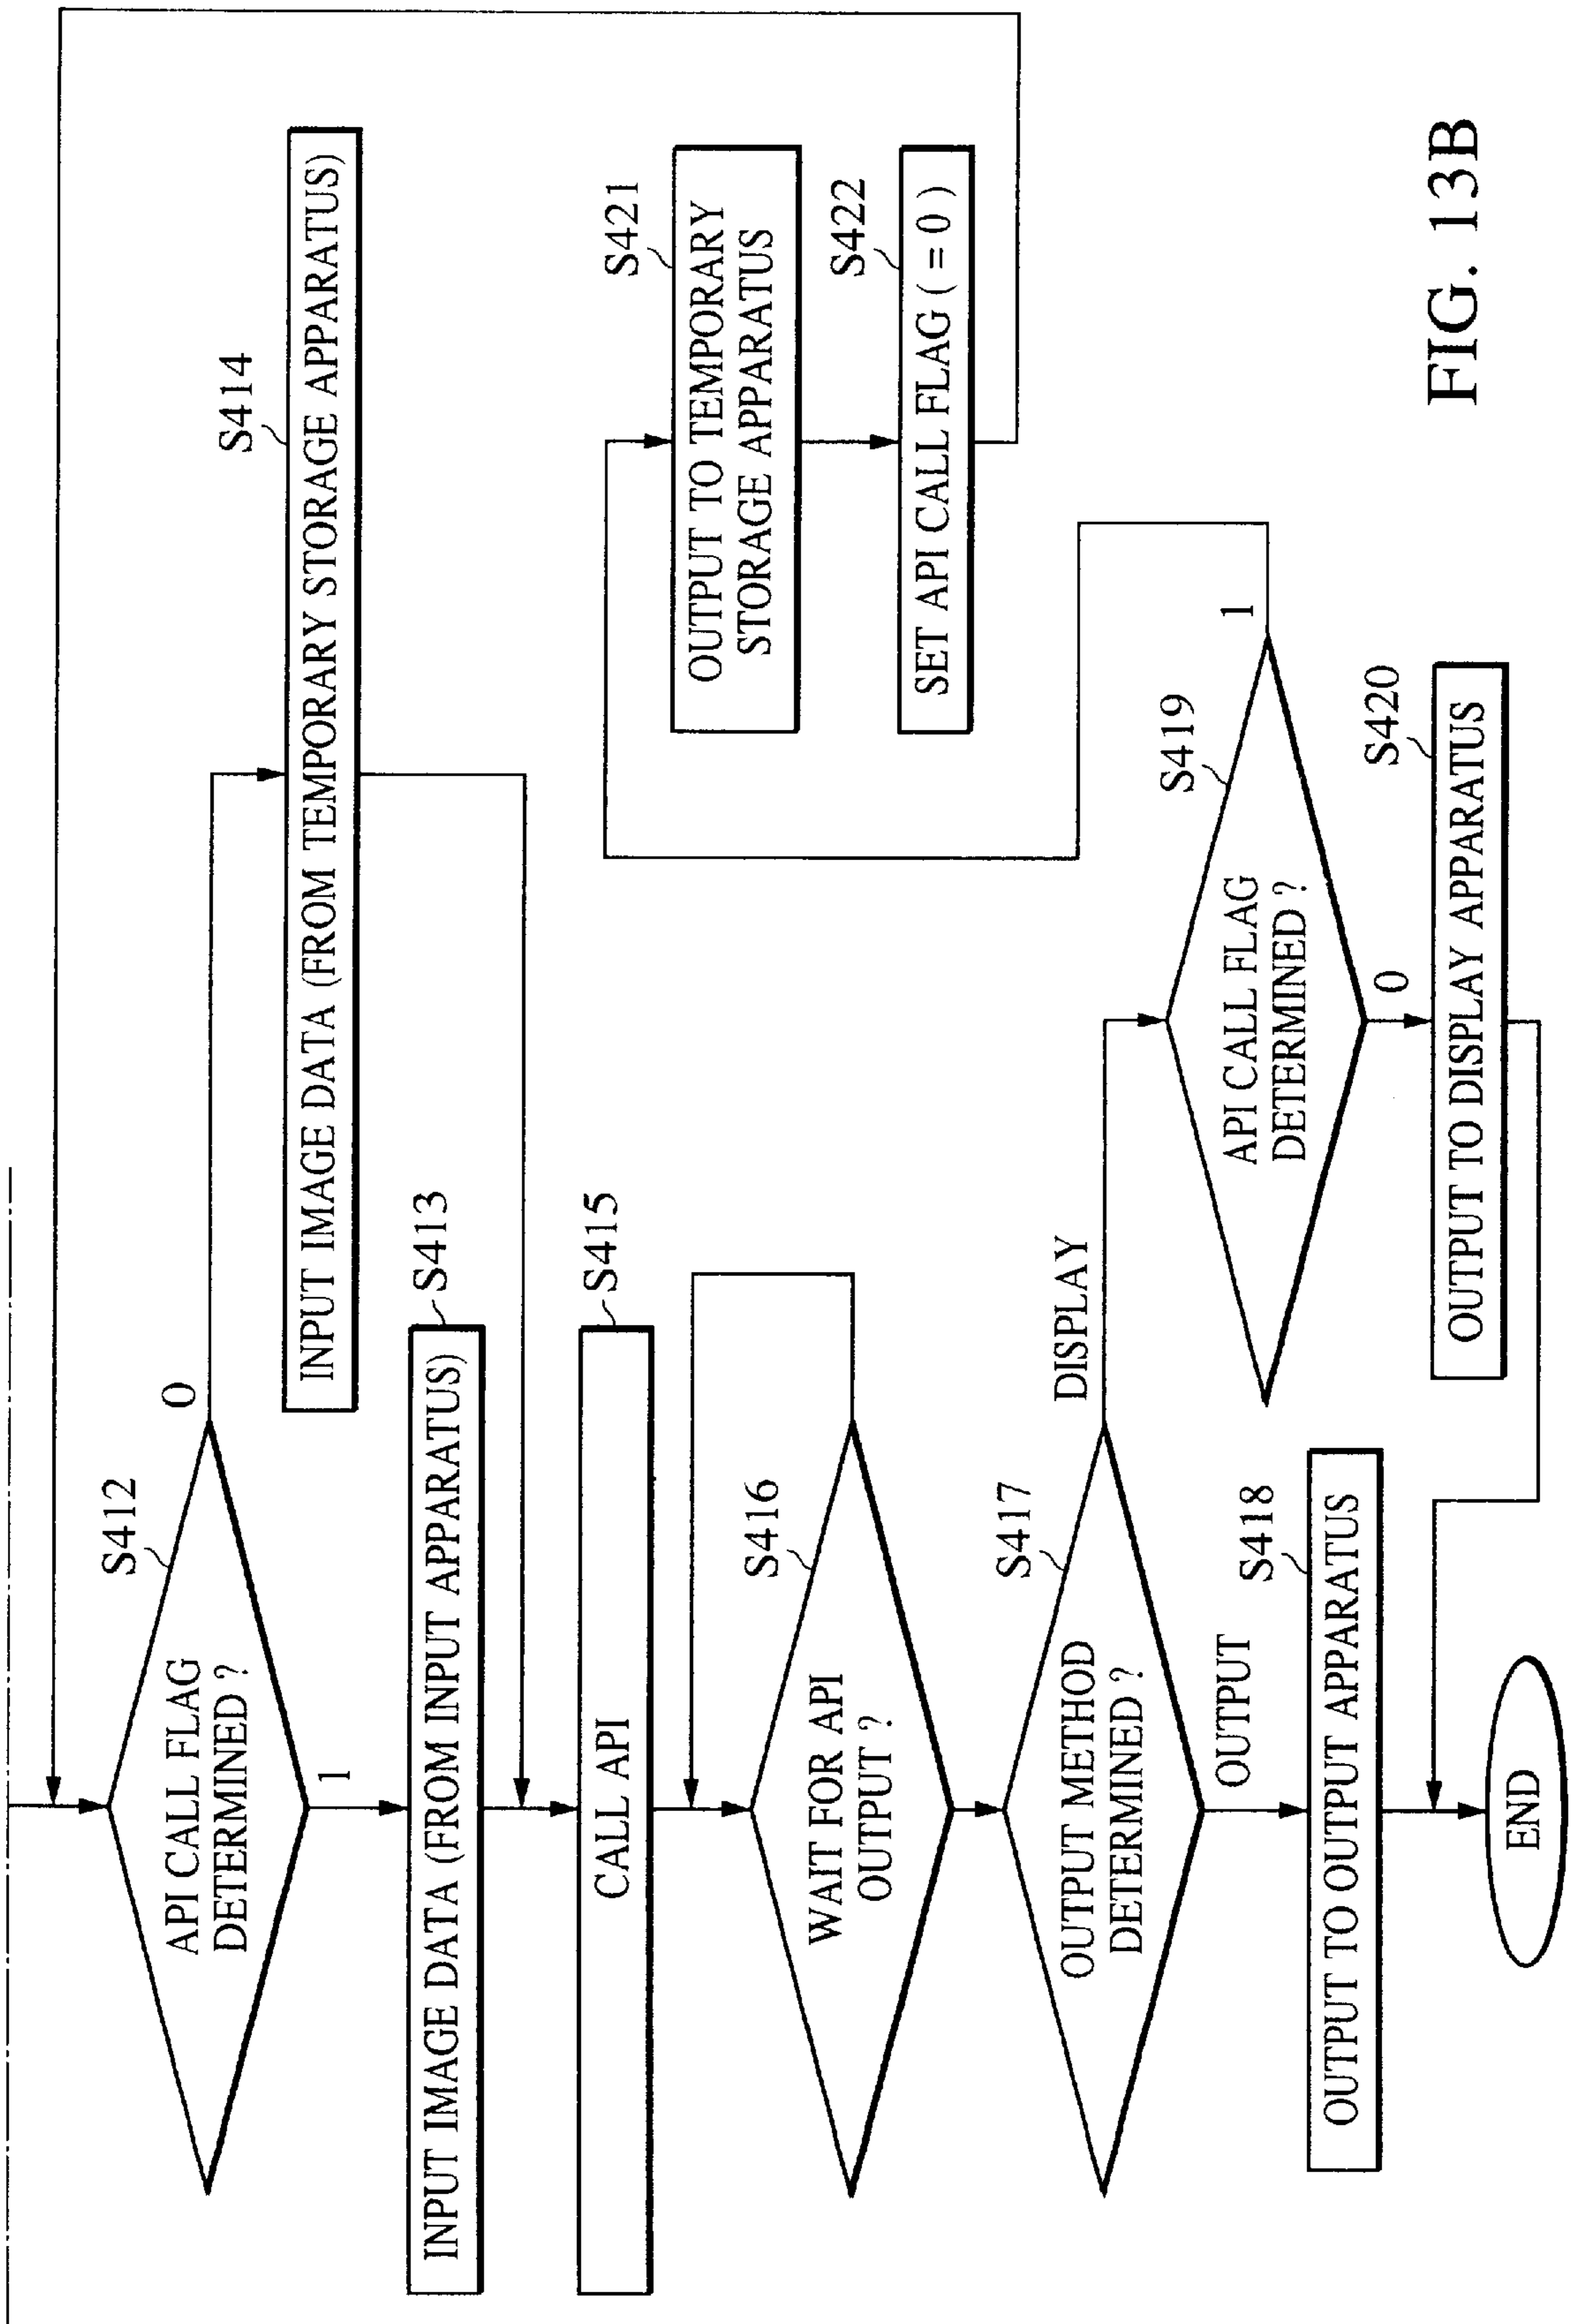 S412
API CALL FLAG
DETERMINED ?
0
1
S414
INPUT IMAGE DATA (FROM TEMPORARY STORAGE APPARATUS)
S413
INPUT IMAGE DATA (FROM INPUT APPARATUS)
S415
CALL API
S416
WAIT FOR API
OUTPUT ?
S417
OUTPUT METHOD
DETERMINED ?
DISPLAY
OUTPUT
S418
OUTPUT TO OUTPUT APPARATUS
END
S419
API CALL FLAG
DETERMINED ?
1
0
S420
OUTPUT TO DISPLAY APPARATUS
S421
OUTPUT TO TEMPORARY
STORAGE APPARATUS
S422
SET API CALL FLAG ( = 0 )
FIG. 13B